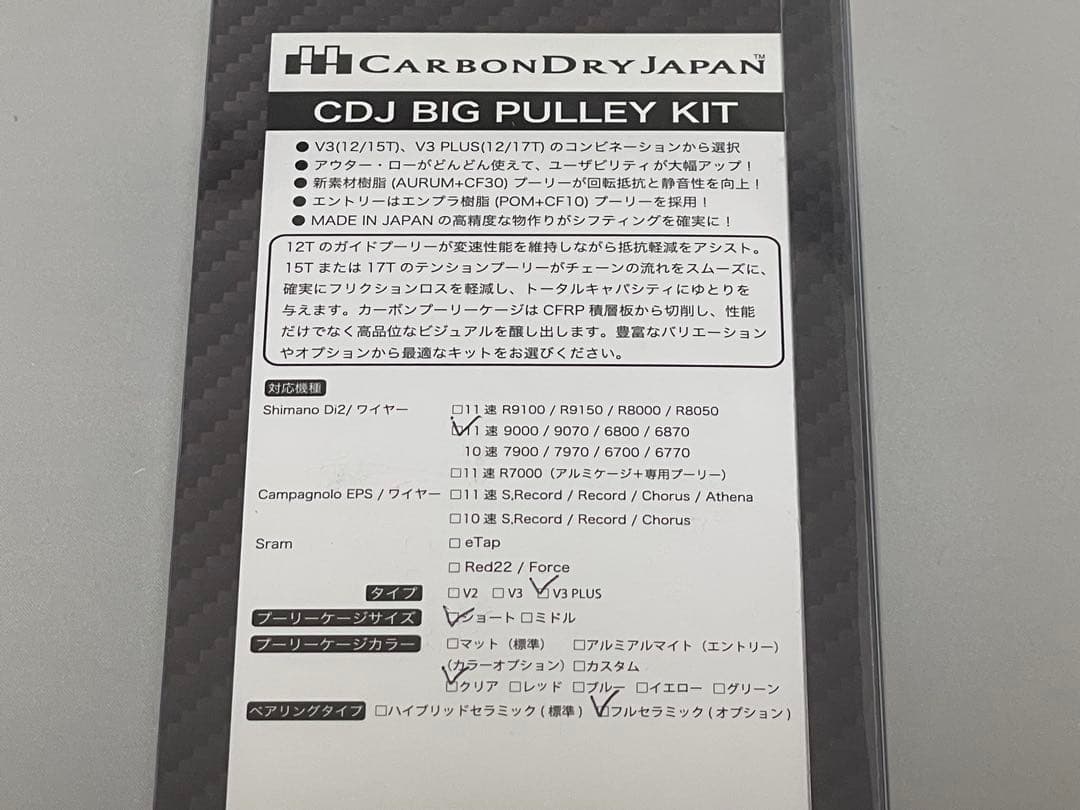 CARBONDRYJAPAN™
CDJ BIG PULLEY KIT
● V3(12/15T)、V3 PLUS(12/17T) のコンビネーションから選択
● アウター・ローがどんどん使えて、ユーザビリティが大幅アップ！
● 新素材樹脂 (AURUM+CF30) プーリーが回転抵抗と静音性を向上！
● エントリーはエンプラ樹脂 (POM+CF10) プーリーを採用！
● MADE IN JAPAN の高精度な物作りがシフティングを確実に！
12T のガイドプーリーが変速性能を維持しながら抵抗軽減をアシスト。
15T または 17T のテンションプーリーがチェーンの流れをスムーズに、
確実にフリクションロスを軽減し、トータルキャパシティにゆとりを
与えます。カーボンプーリーケージは CFRP 積層板から切削し、性能
だけでなく高品位なビジュアルを醸し出します。豊富なバリエーション
やオプションから最適なキットをお選びください。
対応機種
Shimano Di2/ ワイヤー □11 速 R9100 / R9150 / R8000 / R8050
☑11 速 9000 / 9070 / 6800 / 6870
10 速 7900 / 7970 / 6700 / 6770
□11 速 R7000（アルミケージ＋専用プーリー）
Campagnolo EPS / ワイヤー □11 速 S,Record / Record / Chorus / Athena
□10 速 S,Record / Record / Chorus
Sram □ eTap
□ Red22 / Force
タイプ □ V2 □ V3 ☑ V3 PLUS
プーリーケージサイズ ☑ショート □ミドル
プーリーケージカラー □マット（標準） □アルミアルマイト（エントリー）
（カラーオプション）□カスタム
☑クリア □レッド □ブルー □イエロー □グリーン
ベアリングタイプ □ハイブリッドセラミック ( 標準 ) ☑フルセラミック ( オプション )